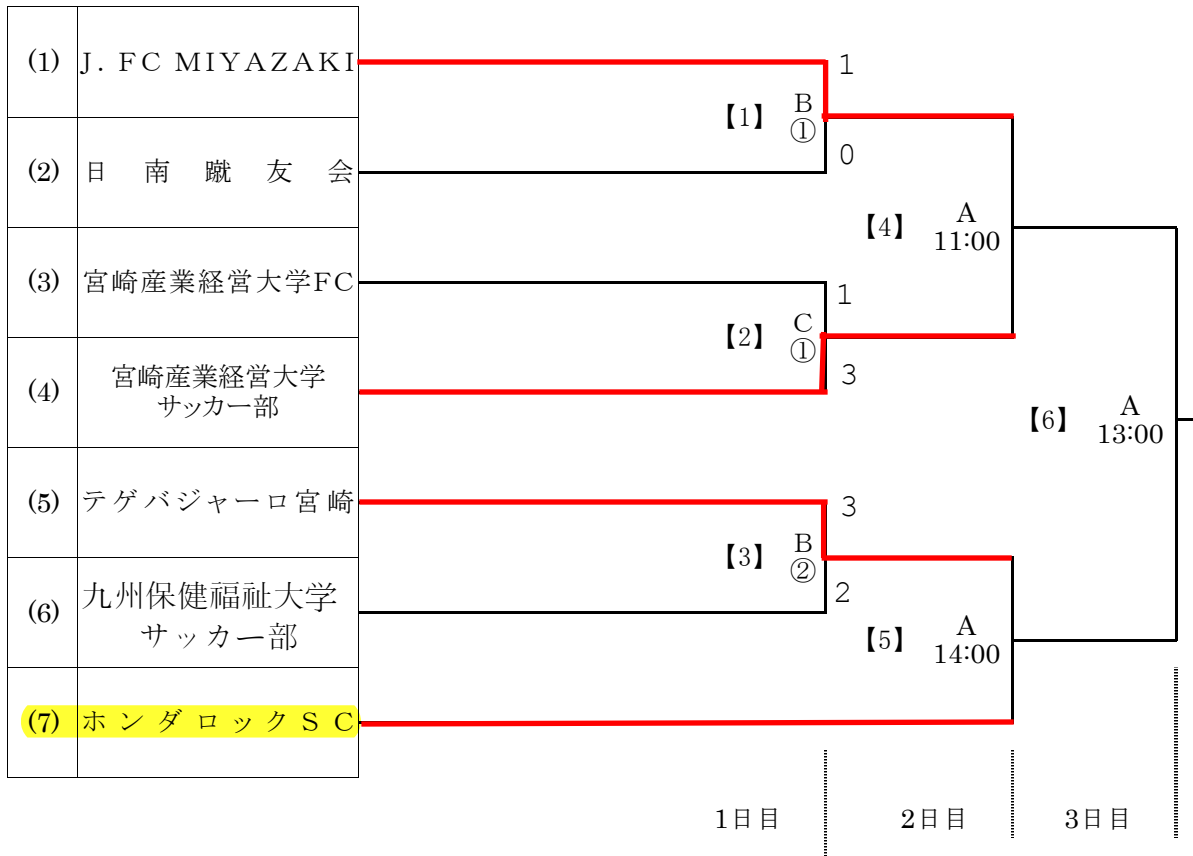 (1) J. FC MIYAZAKI
1
【1】 B
①
0
(2) 日南蹴友会
【4】 A
11:00
(3) 宮崎産業経営大学FC
1
【2】 C
①
3
(4) 宮崎産業経営大学
サッカー部
【6】 A
13:00
(5) テゲバジャーロ宮崎
3
【3】 B
②
2
(6) 九州保健福祉大学
サッカー部
【5】 A
14:00
(7) ホンダロックSC
1日目 2日目 3日目